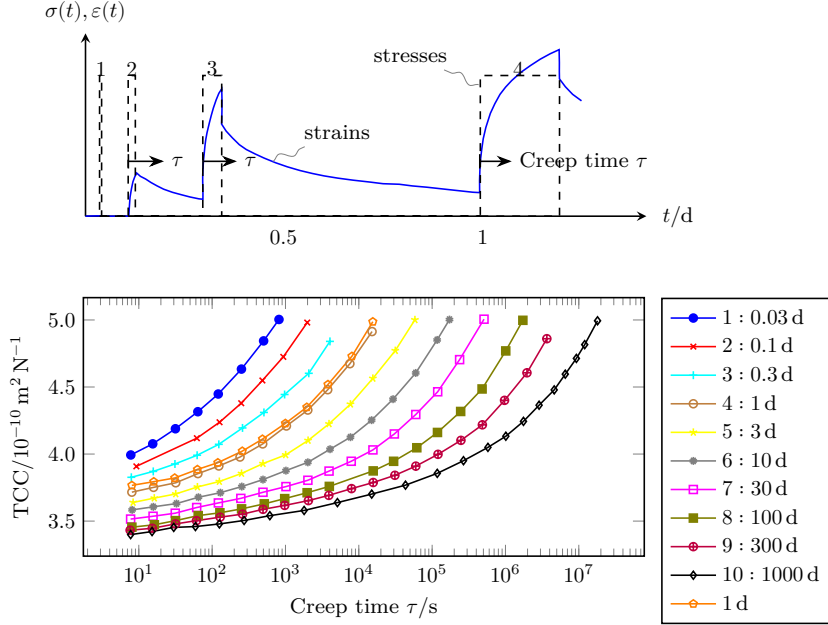 σ(t), ε(t)
1
2
3
4
stresses
strains
τ
τ
Creep time τ
t/d
0.5
1
5.0
4.5
4.0
3.5
TCC/10⁻¹⁰ m² N⁻¹
10¹
10²
10³
10⁴
10⁵
10⁶
10⁷
Creep time τ/s
1 : 0.03 d
2 : 0.1 d
3 : 0.3 d
4 : 1 d
5 : 3 d
6 : 10 d
7 : 30 d
8 : 100 d
9 : 300 d
10 : 1000 d
1 d